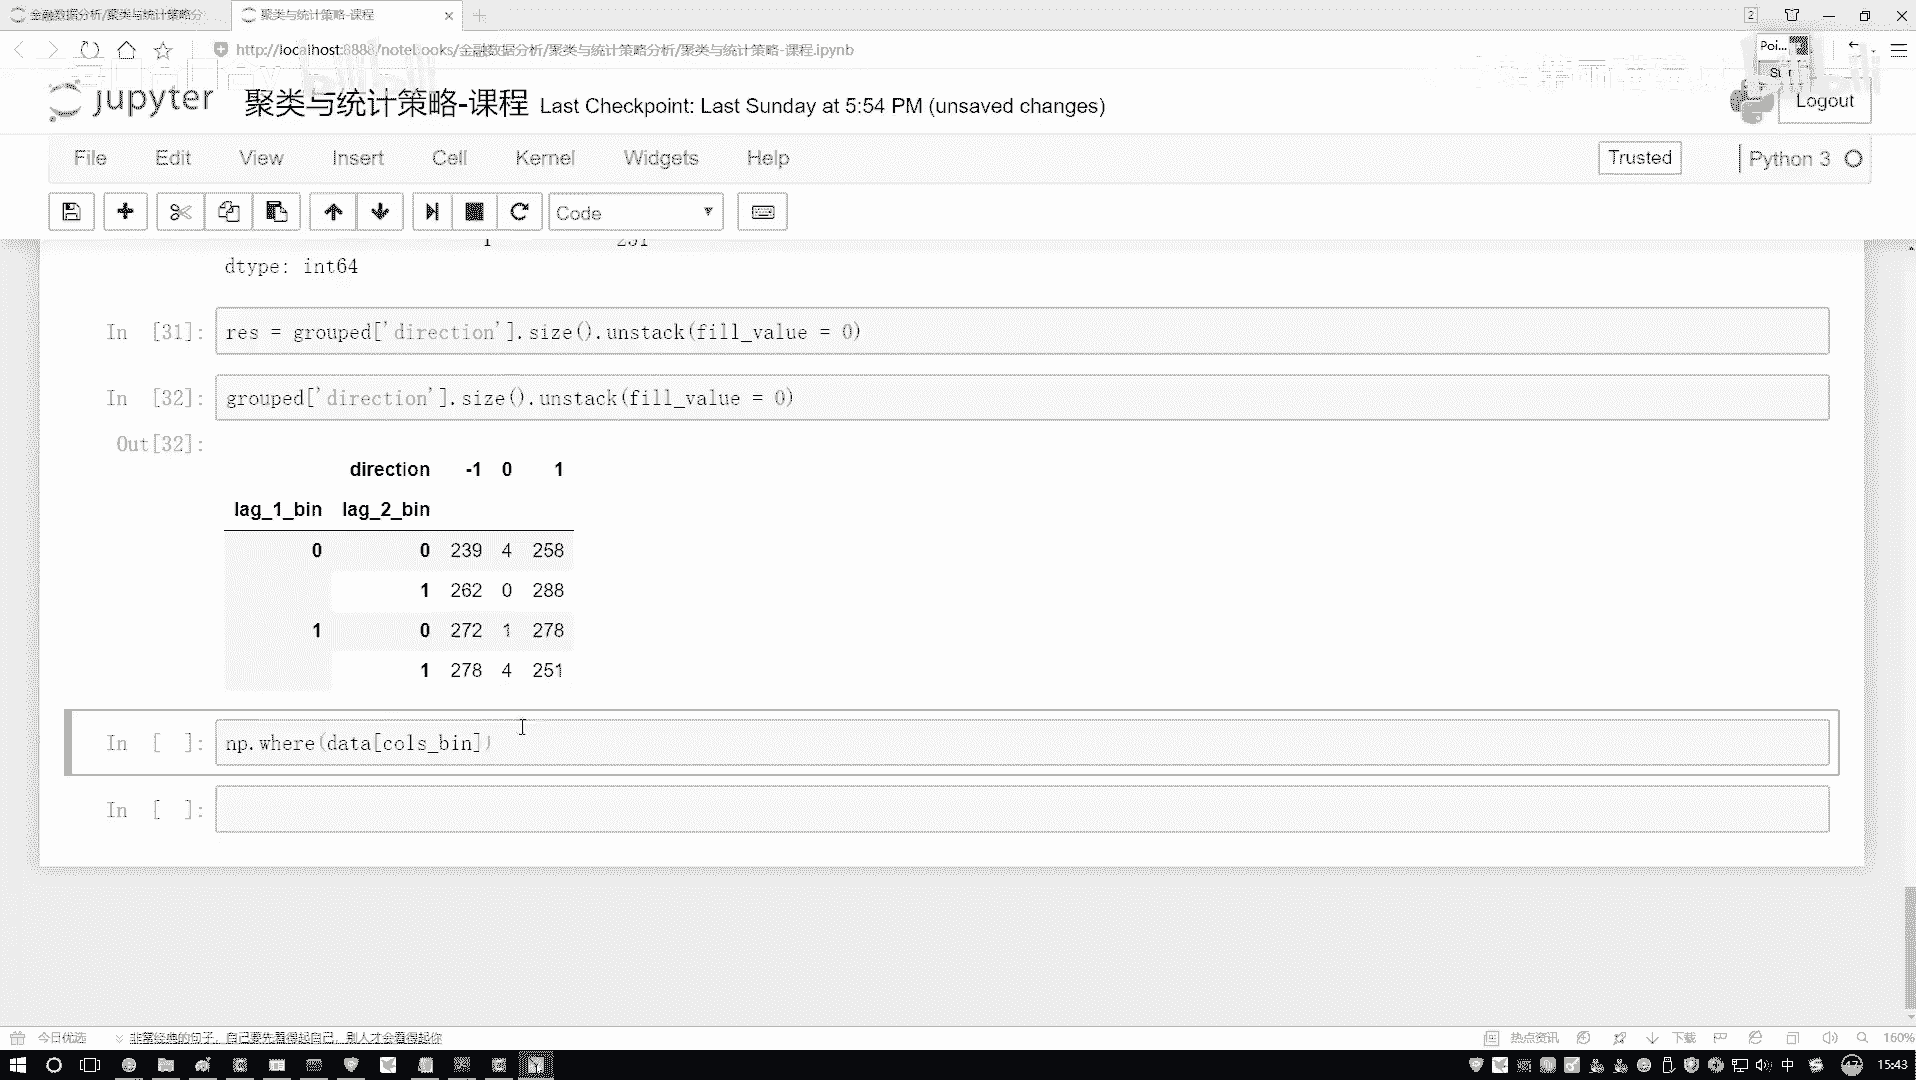 金融数据分析/聚类与统计策略分
聚类与统计策略-课程
2
http://localhost:8888/notebooks/金融数据分析/聚类与统计策略分析/聚类与统计策略-课程.ipynb
Poi...
jupyter 聚类与统计策略-课程 Last Checkpoint: Last Sunday at 5:54 PM (unsaved changes)
Logout
File Edit View Insert Cell Kernel Widgets Help
Trusted
Python 3
Code
dtype: int64
In [31]: res = grouped['direction'].size().unstack(fill_value = 0)
In [32]: grouped['direction'].size().unstack(fill_value = 0)
Out[32]:
direction -1 0 1
lag_1_bin lag_2_bin
0 0 239 4 258
1 262 0 288
1 0 272 1 278
1 278 4 251
In [ ]: np.where(data[cols_bin])
In [ ]:
今日优选
非常经典的句子，自己要先看得起自己，别人才会看得起你
热点资讯
下载
160%
中
47
15:43